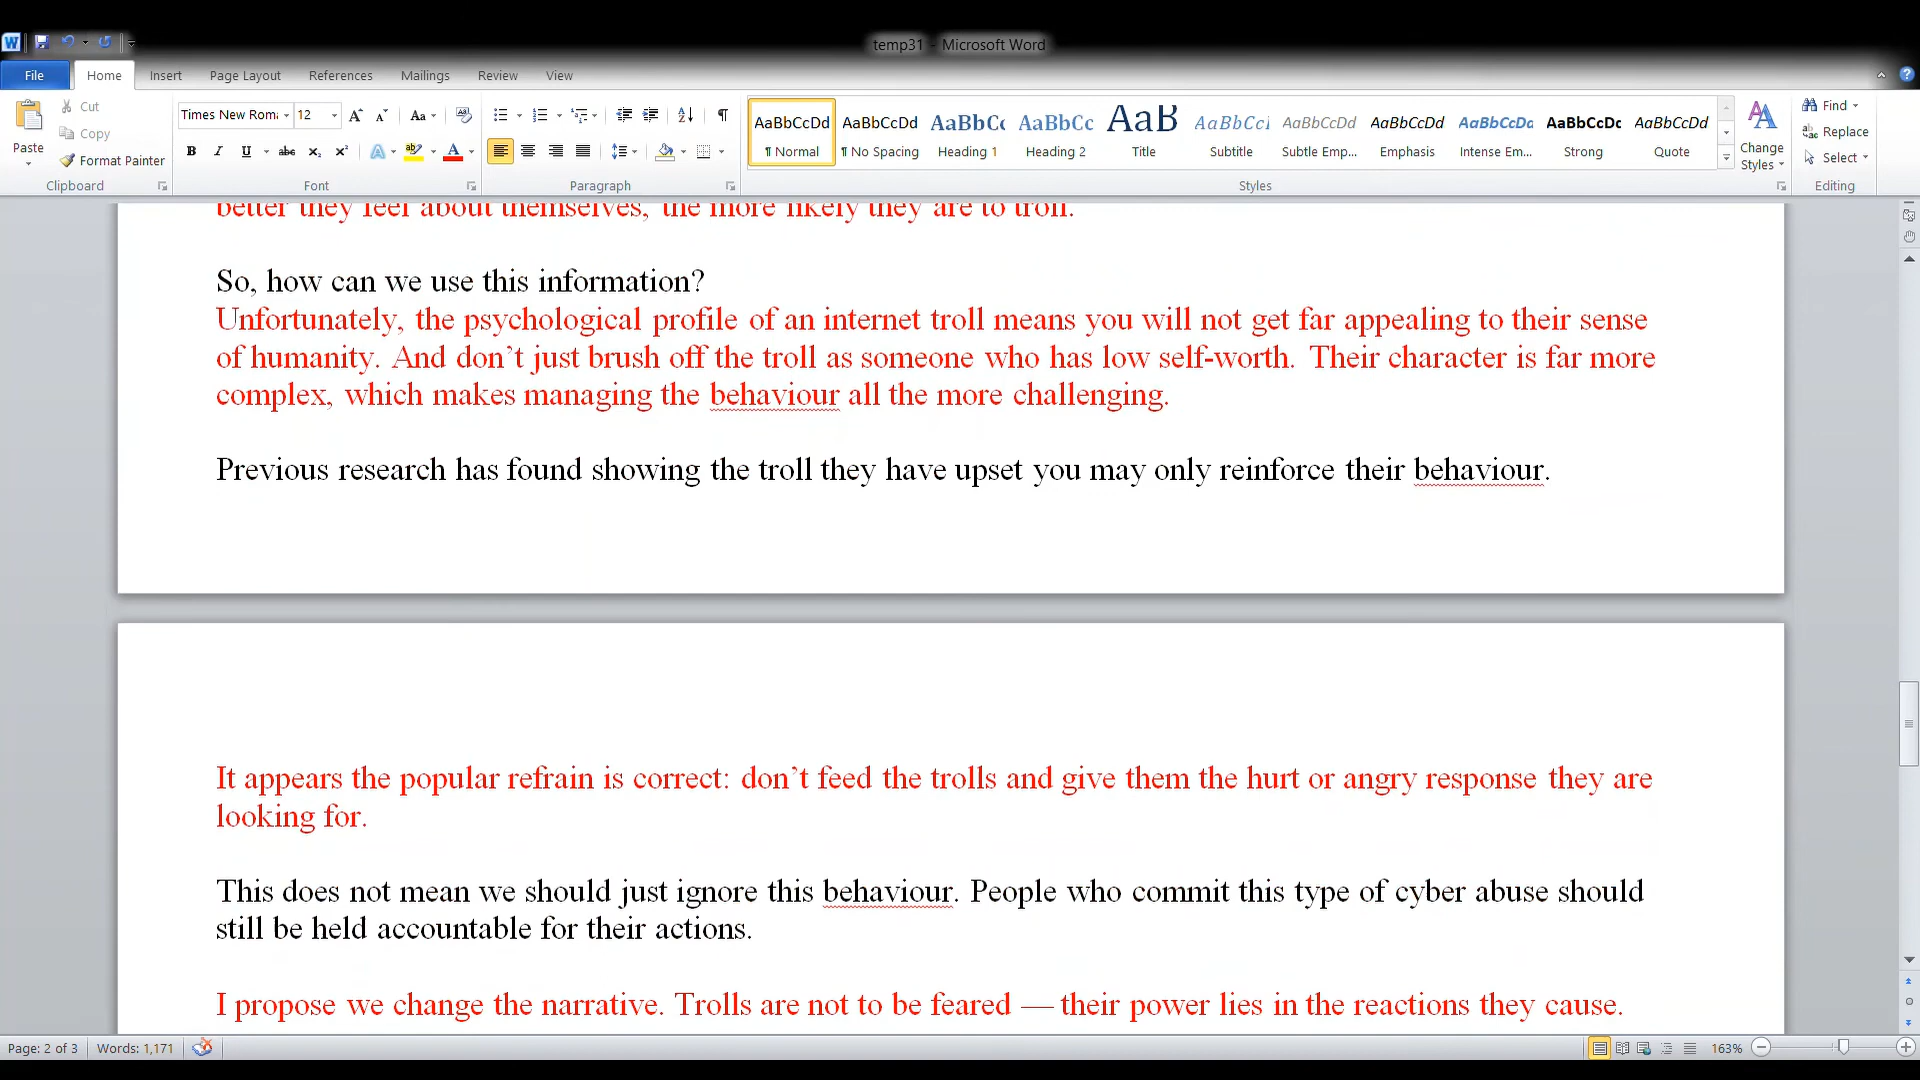 temp31 - Microsoft Word
File Home Insert Page Layout References Mailings Review View
Paste
Cut
Copy
Format Painter
Clipboard
Times New Rom 12
Font
Paragraph
AaBbCcDd AaBbCcDd AaBbCc AaBbCc AaB AaBbCcI AaBbCcDd AaBbCcDd AaBbCcDd AaBbCcDc AaBbCcDd
¶ Normal ¶ No Spacing Heading 1 Heading 2 Title Subtitle Subtle Emp... Emphasis Intense Em... Strong Quote
Styles
Change Styles
Find
Replace
Select
Editing
better they feel about themselves, the more likely they are to troll.
So, how can we use this information?
Unfortunately, the psychological profile of an internet troll means you will not get far appealing to their sense
of humanity. And don’t just brush off the troll as someone who has low self-worth. Their character is far more
complex, which makes managing the behaviour all the more challenging.
Previous research has found showing the troll they have upset you may only reinforce their behaviour.
It appears the popular refrain is correct: don’t feed the trolls and give them the hurt or angry response they are
looking for.
This does not mean we should just ignore this behaviour. People who commit this type of cyber abuse should
still be held accountable for their actions.
I propose we change the narrative. Trolls are not to be feared — their power lies in the reactions they cause.
Page: 2 of 3 Words: 1,171 163%